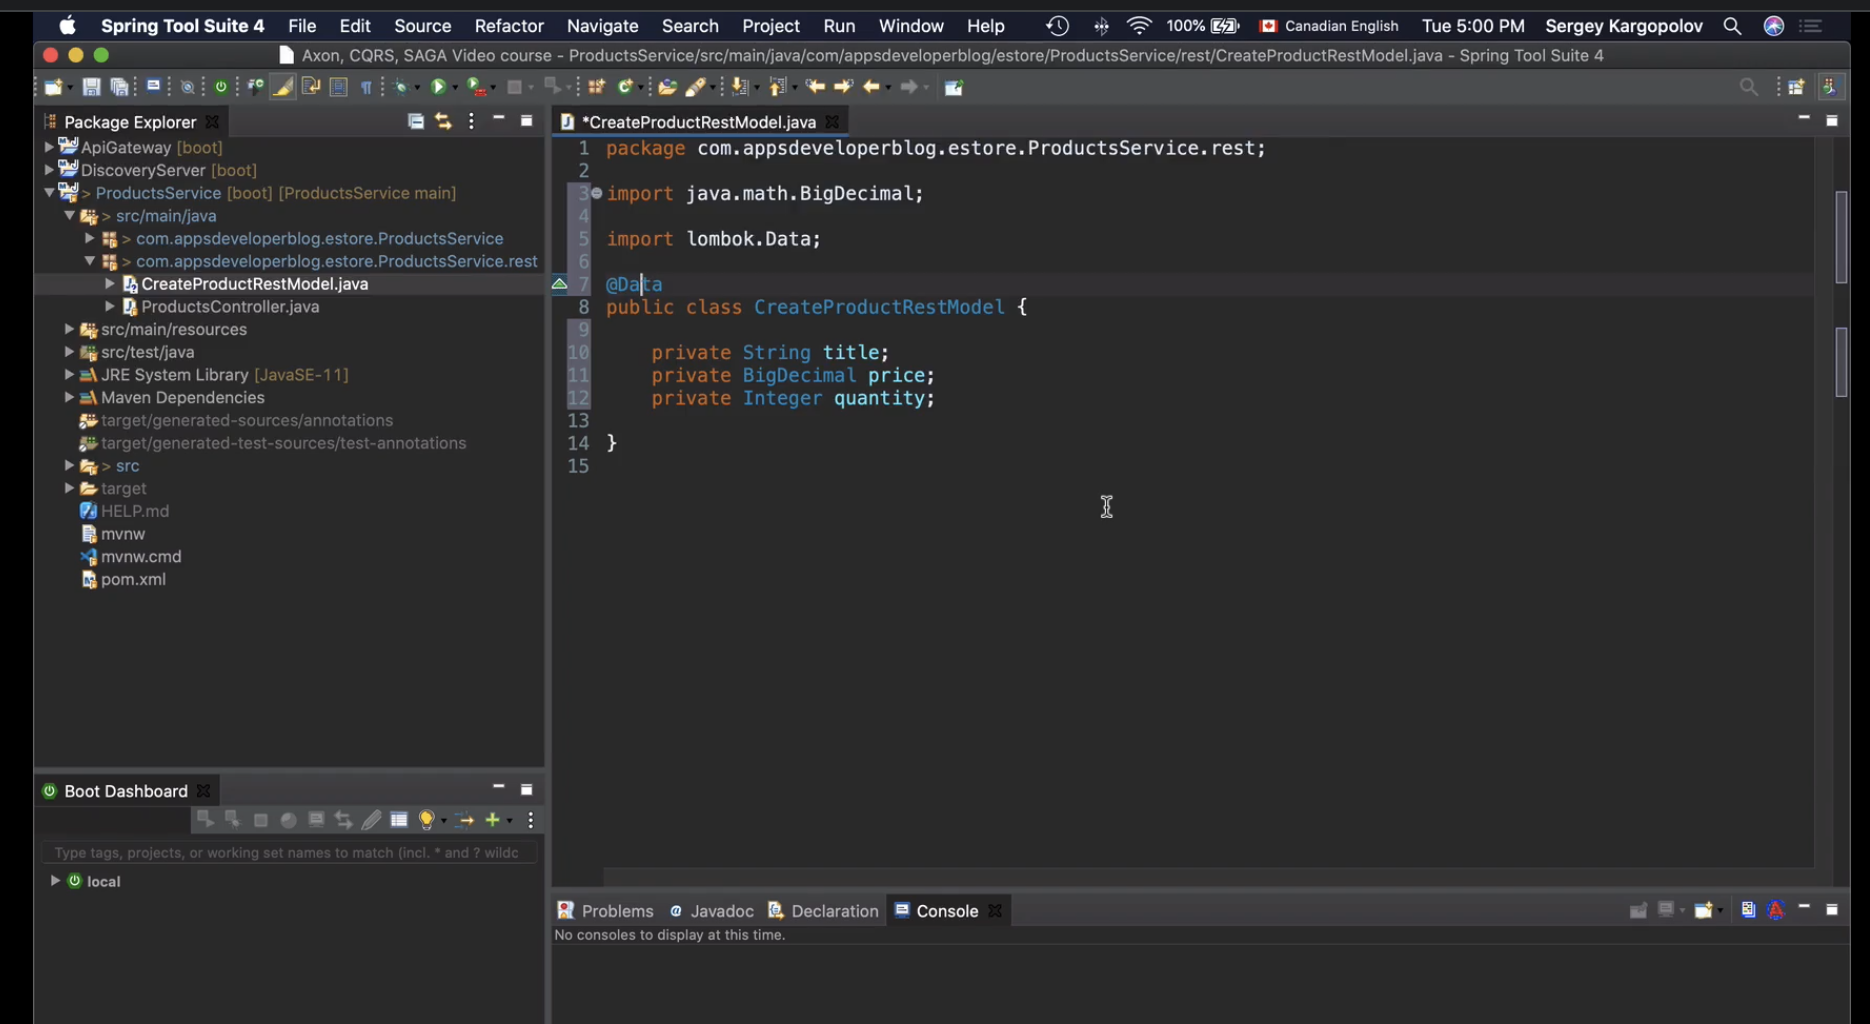 Spring Tool Suite 4 File Edit Source Refactor Navigate Search Project Run Window Help 100% Canadian English Tue 5:00 PM Sergey Kargopolov
Axon, CQRS, SAGA Video course - ProductsService/src/main/java/com/appsdeveloperblog/estore/ProductsService/rest/CreateProductRestModel.java - Spring Tool Suite 4
Package Explorer
ApiGateway [boot]
DiscoveryServer [boot]
> ProductsService [boot] [ProductsService main]
> src/main/java
> com.appsdeveloperblog.estore.ProductsService
> com.appsdeveloperblog.estore.ProductsService.rest
CreateProductRestModel.java
ProductsController.java
src/main/resources
src/test/java
JRE System Library [JavaSE-11]
Maven Dependencies
target/generated-sources/annotations
target/generated-test-sources/test-annotations
> src
target
HELP.md
mvnw
mvnw.cmd
pom.xml
*CreateProductRestModel.java
1 package com.appsdeveloperblog.estore.ProductsService.rest;
2
3 import java.math.BigDecimal;
4
5 import lombok.Data;
6
7 @Data
8 public class CreateProductRestModel {
9
10 private String title;
11 private BigDecimal price;
12 private Integer quantity;
13
14 }
15
Boot Dashboard
Type tags, projects, or working set names to match (incl. * and ? wildc
local
Problems @ Javadoc Declaration Console
No consoles to display at this time.